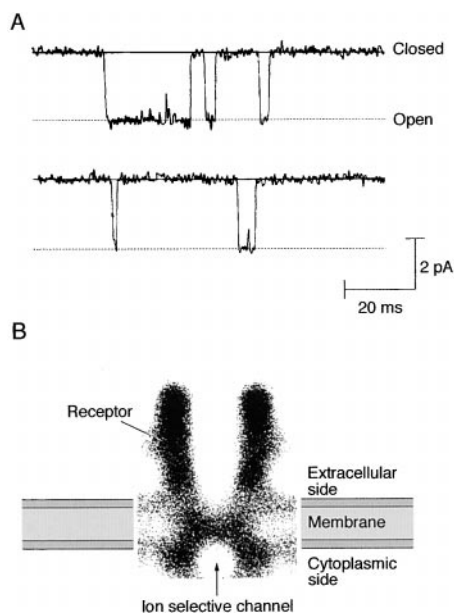 A
Closed
Open
2 pA
20 ms
B
Receptor
Extracellular
side
Membrane
Cytoplasmic
side
Ion selective channel